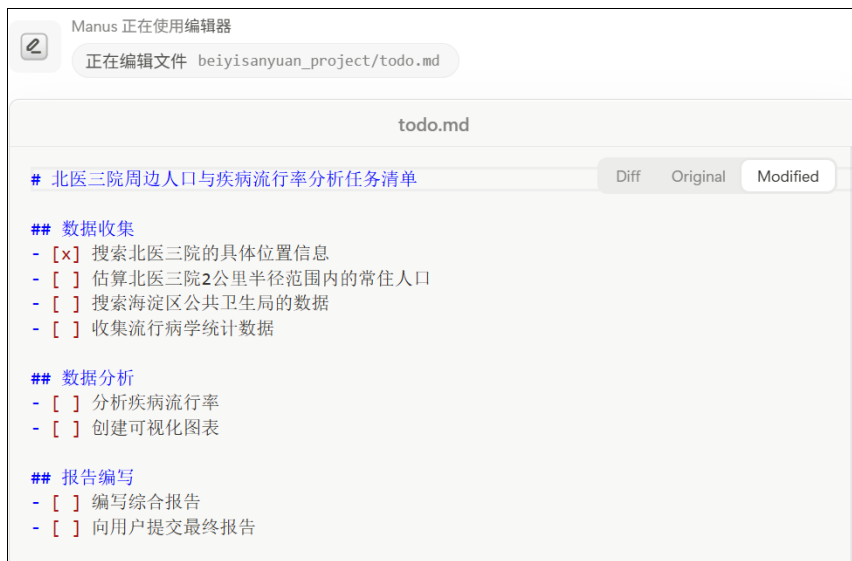 Manus 正在使用编辑器
正在编辑文件 beiyisanyuan_project/todo.md
todo.md
Diff Original Modified
# 北医三院周边人口与疾病流行率分析任务清单
## 数据收集
- [x] 搜索北医三院的具体位置信息
- [ ] 估算北医三院2公里半径范围内的常住人口
- [ ] 搜索海淀区公共卫生局的数据
- [ ] 收集流行病学统计数据
## 数据分析
- [ ] 分析疾病流行率
- [ ] 创建可视化图表
## 报告编写
- [ ] 编写综合报告
- [ ] 向用户提交最终报告